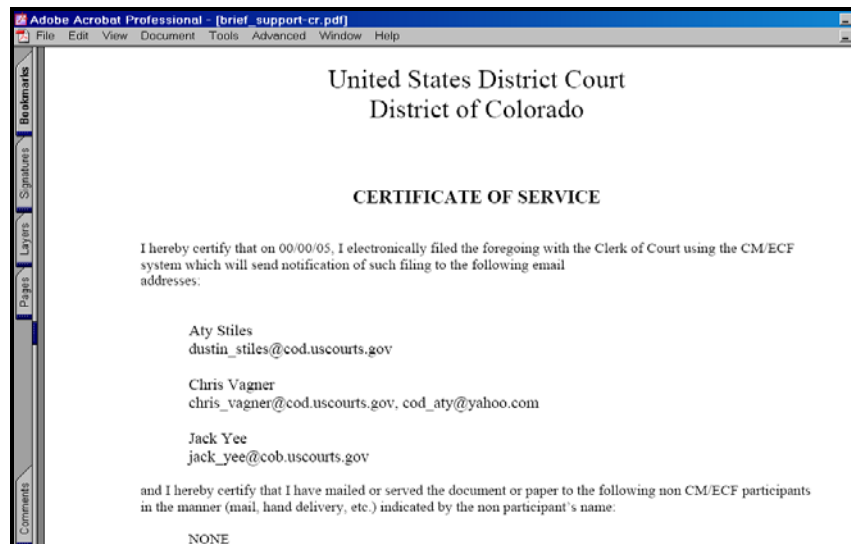 Adobe Acrobat Professional - [brief_support-cr.pdf]
File Edit View Document Tools Advanced Window Help
Bookmarks
Signatures
Layers
Pages
Comments
United States District Court
District of Colorado
CERTIFICATE OF SERVICE
I hereby certify that on 00/00/05, I electronically filed the foregoing with the Clerk of Court using the CM/ECF
system which will send notification of such filing to the following email
addresses:
Aty Stiles
dustin_stiles@cod.uscourts.gov
Chris Vagner
chris_vagner@cod.uscourts.gov, cod_aty@yahoo.com
Jack Yee
jack_yee@cob.uscourts.gov
and I hereby certify that I have mailed or served the document or paper to the following non CM/ECF participants
in the manner (mail, hand delivery, etc.) indicated by the non participant's name:
NONE